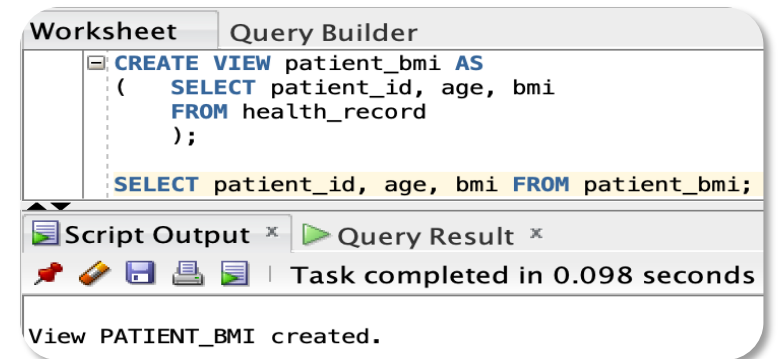 Worksheet Query Builder
CREATE VIEW patient_bmi AS
( SELECT patient_id, age, bmi
FROM health_record
);
SELECT patient_id, age, bmi FROM patient_bmi;
Script Output × Query Result ×
Task completed in 0.098 seconds
View PATIENT_BMI created.